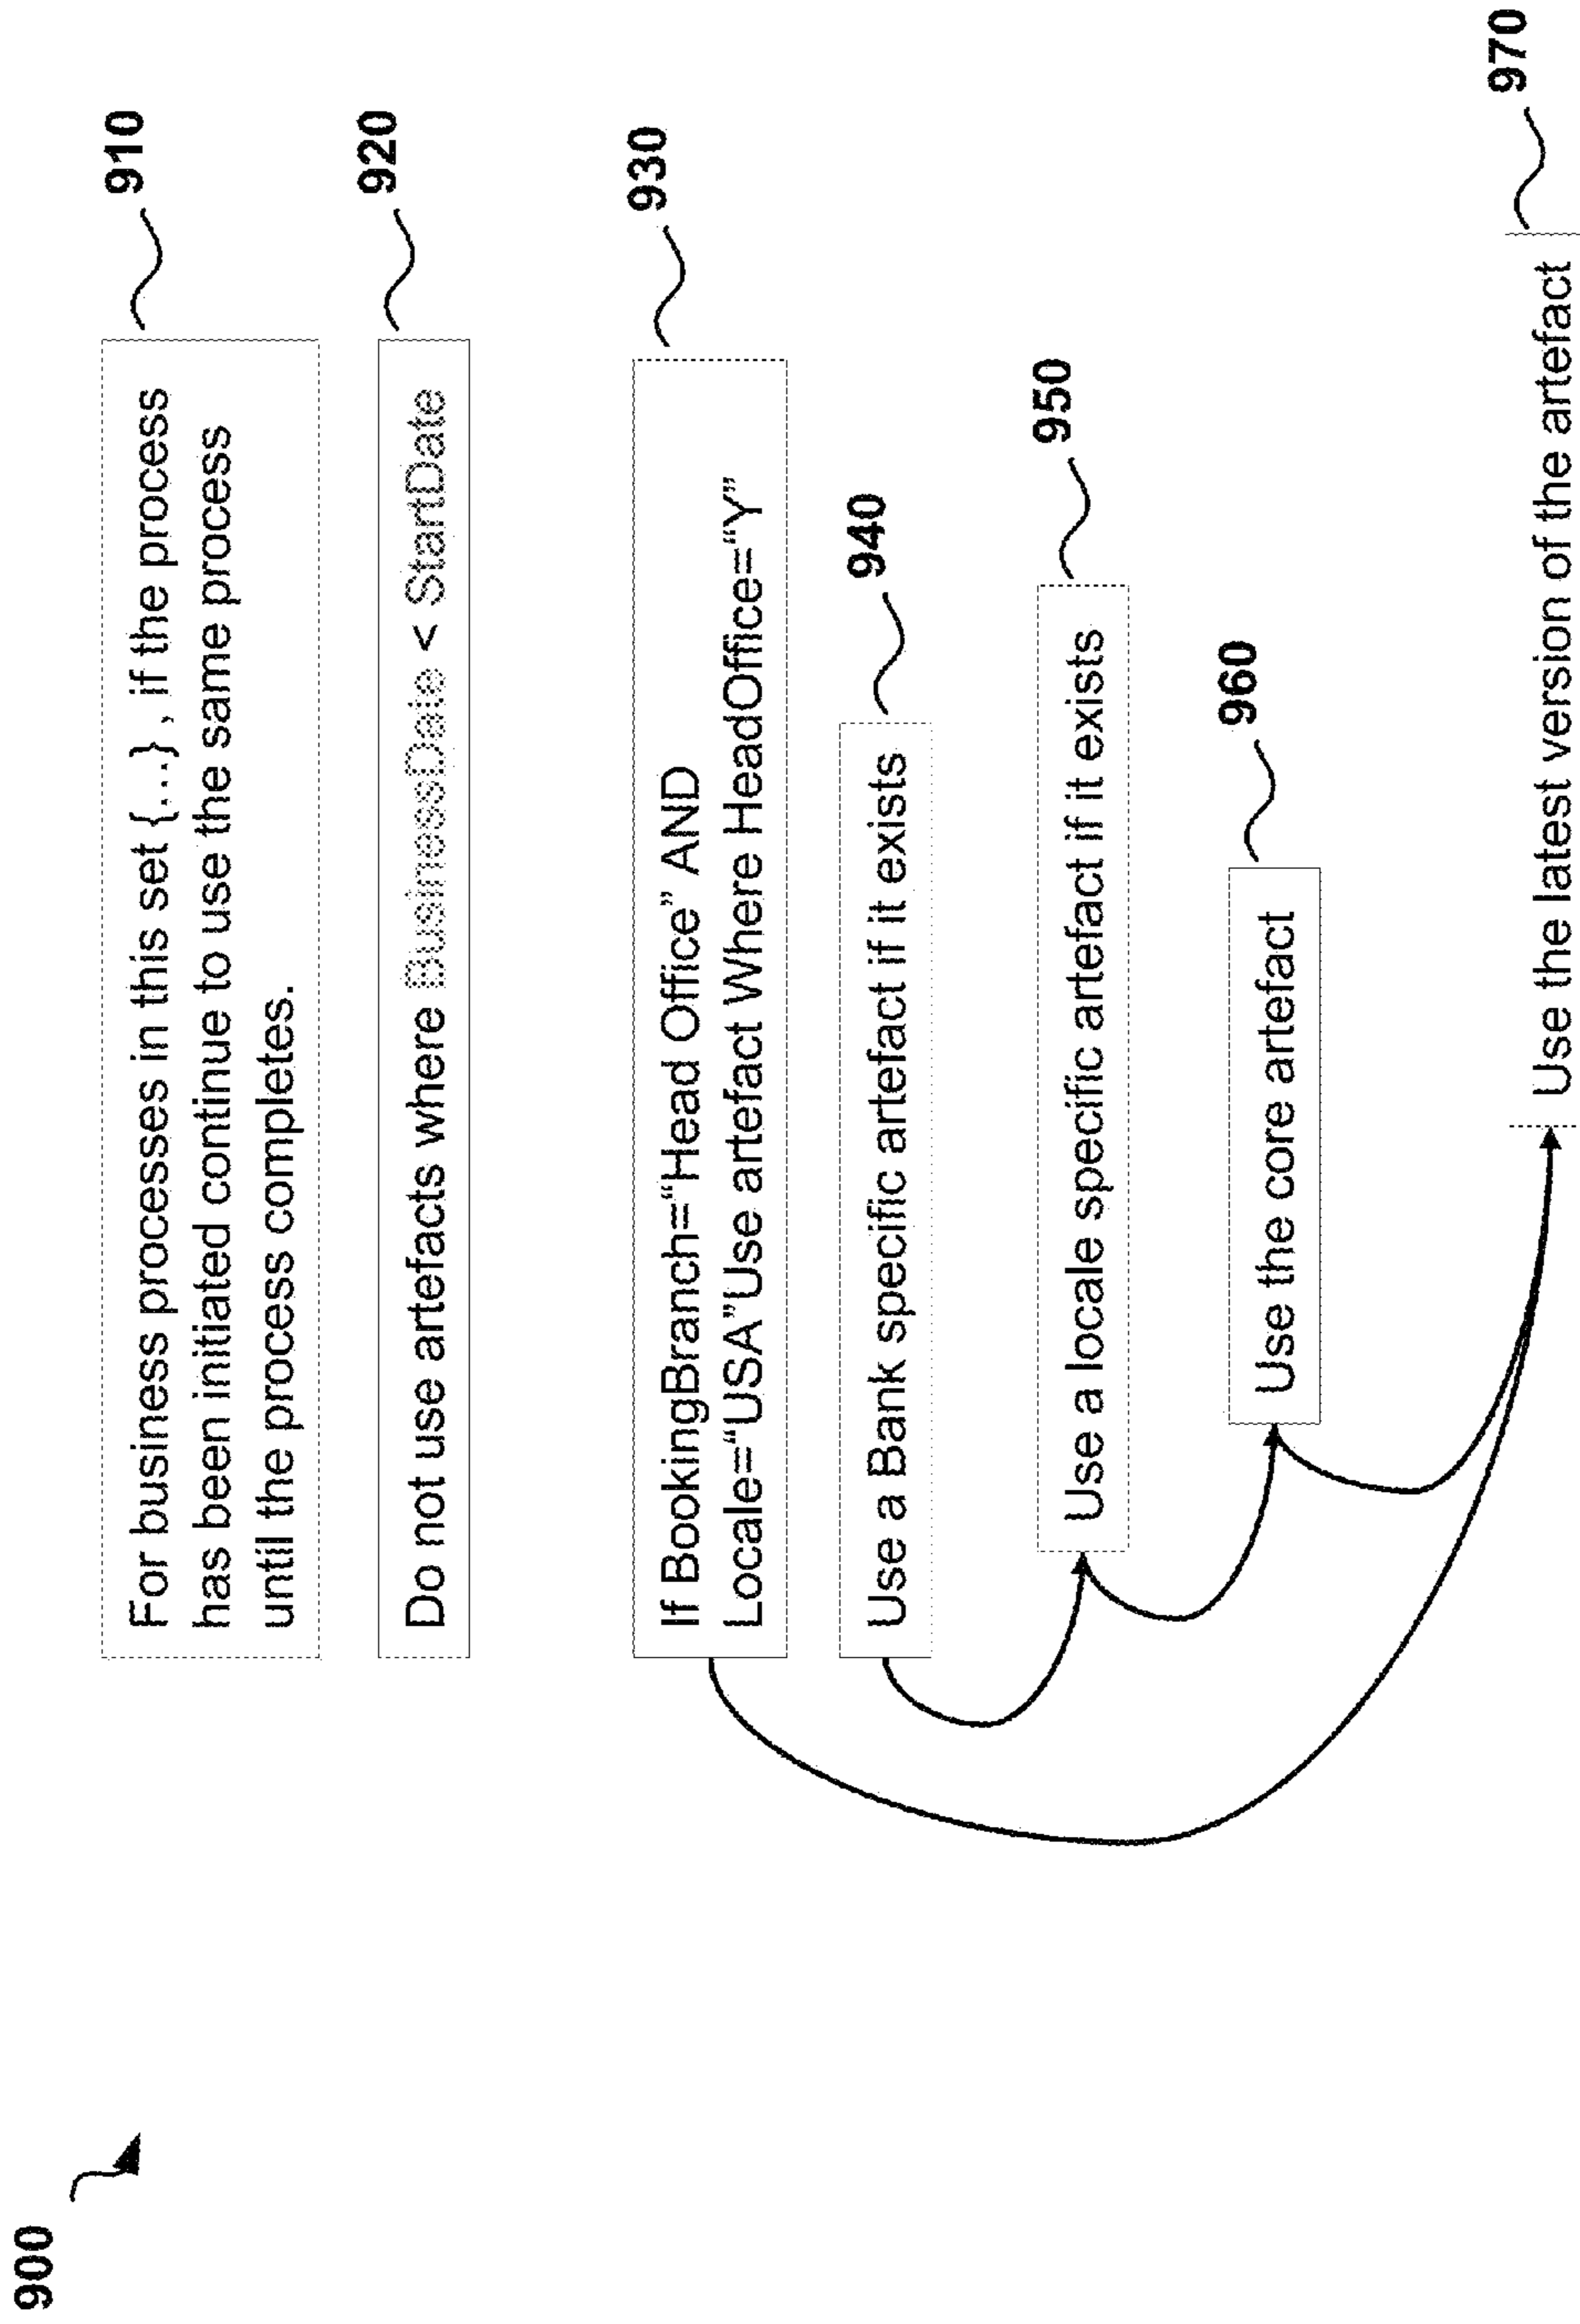 900
For business processes in this set {...}, if the process
has been initiated continue to use the same process
until the process completes.
910
Do not use artefacts where BusinessDate < StartDate
920
If BookingBranch=“Head Office” AND
Locale=“USA”Use artefact Where HeadOffice=“Y”
930
Use a Bank specific artefact if it exists
940
Use a locale specific artefact if it exists
950
Use the core artefact
960
Use the latest version of the artefact
970